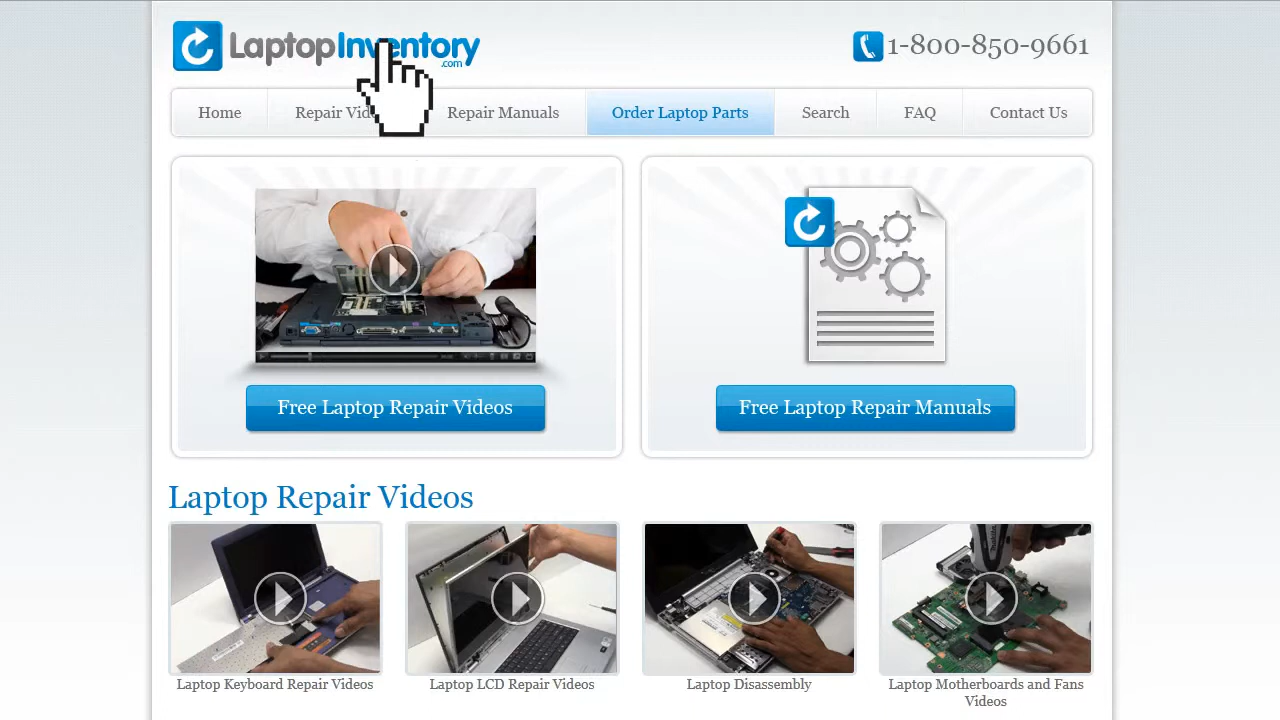 LaptopInventory
.com
1-800-850-9661
Home
Repair
Repair Manuals
Order Laptop Parts
Search
FAQ
Contact Us
Free Laptop Repair Videos
Free Laptop Repair Manuals
Laptop Repair Videos
Laptop Keyboard Repair Videos
Laptop LCD Repair Videos
Laptop Disassembly
Laptop Motherboards and Fans
Videos